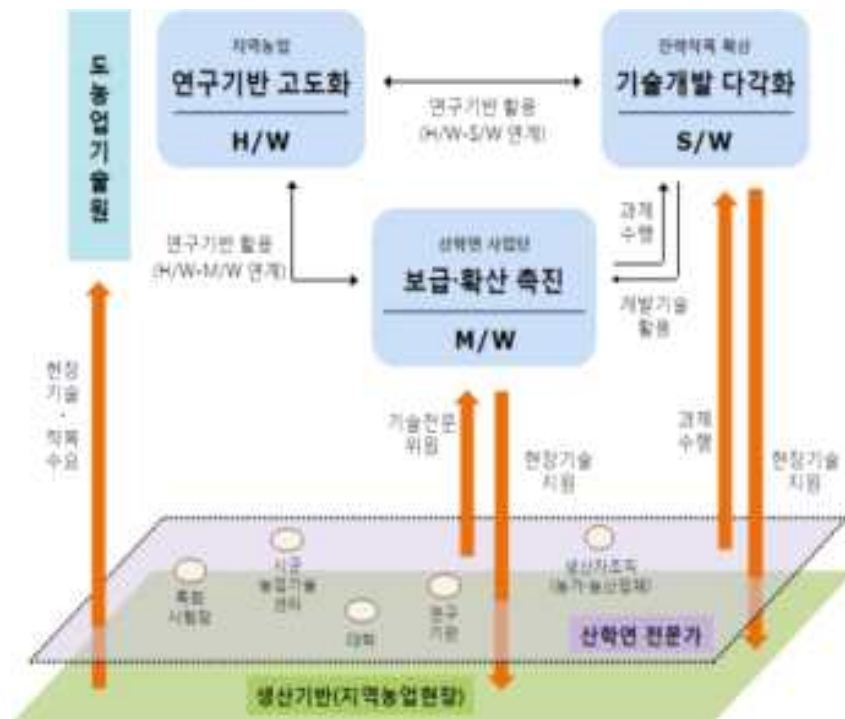 도농업기술원
지역농업
연구기반 고도화
H/W
전략작목 확산
기술개발 다각화
S/W
연구기반 활용
(H/W-S/W 연계)
연구기반 활용
(H/W-M/W 연계)
산학연 사업단
보급·확산 촉진
M/W
과제
수행
개발기술
활용
현장
기술
·
작목
수요
기술전문
위원
현장기술
지원
과제
수행
현장기술
지원
특화
시험장
시군
농업기술
센터
대학
연구
기관
생산자조직
(농가·농산업체)
산학연 전문가
생산기반(지역농업현장)